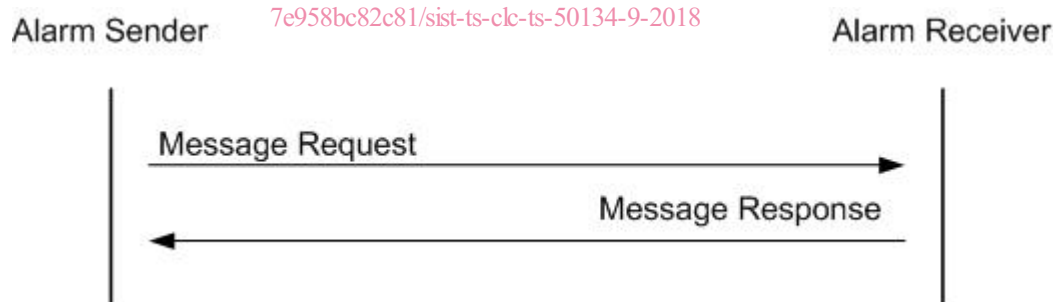 7e958bc82c81/sist-ts-clc-ts-50134-9-2018
Alarm Sender
Alarm Receiver
Message Request
Message Response